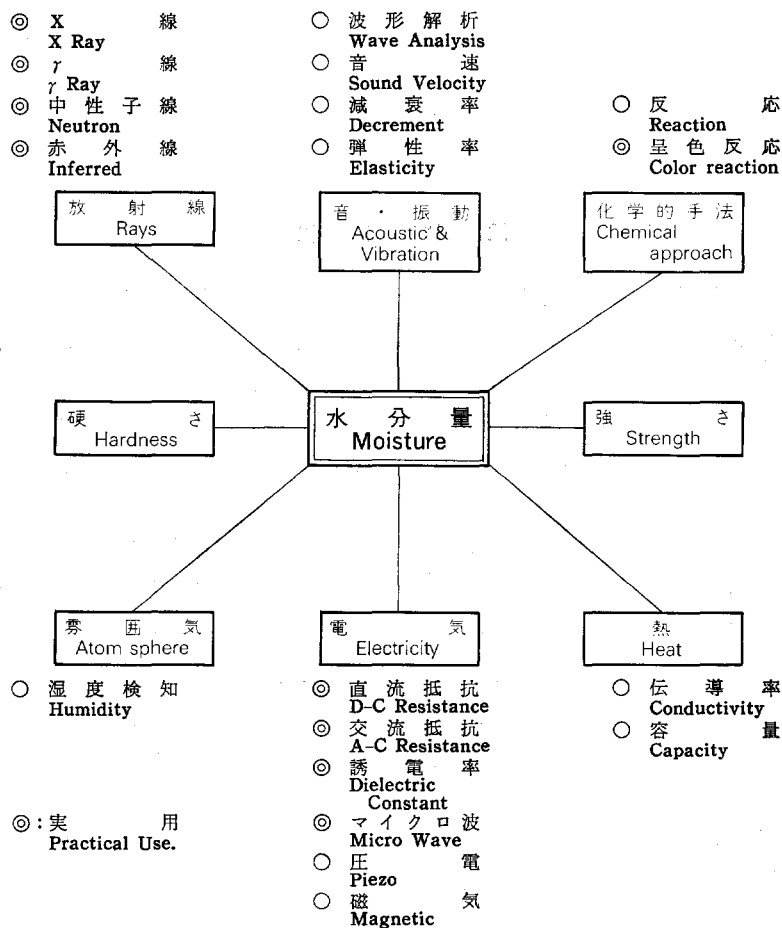 ◎ X 線
X Ray
◎ γ 線
γ Ray
◎ 中性子線
Neutron
◎ 赤外線
Inferred
○ 波形解析
Wave Analysis
○ 音速
Sound Velocity
○ 減衰率
Decrement
○ 弾性率
Elasticity
○ 反応
Reaction
◎ 呈色反応
Color reaction
放射線
Rays
音・振動
Acoustic &
Vibration
化学的手法
Chemical
approach
硬さ
Hardness
水分量
Moisture
強さ
Strength
雰囲気
Atom sphere
電気
Electricity
熱
Heat
○ 湿度検知
Humidity
◎ 直流抵抗
D-C Resistance
◎ 交流抵抗
A-C Resistance
◎ 誘電率
Dielectric
Constant
◎ マイクロ波
Micro Wave
○ 圧電
Piezo
○ 磁気
Magnetic
○ 伝導率
Conductivity
○ 容量
Capacity
◎:実用
Practical Use.